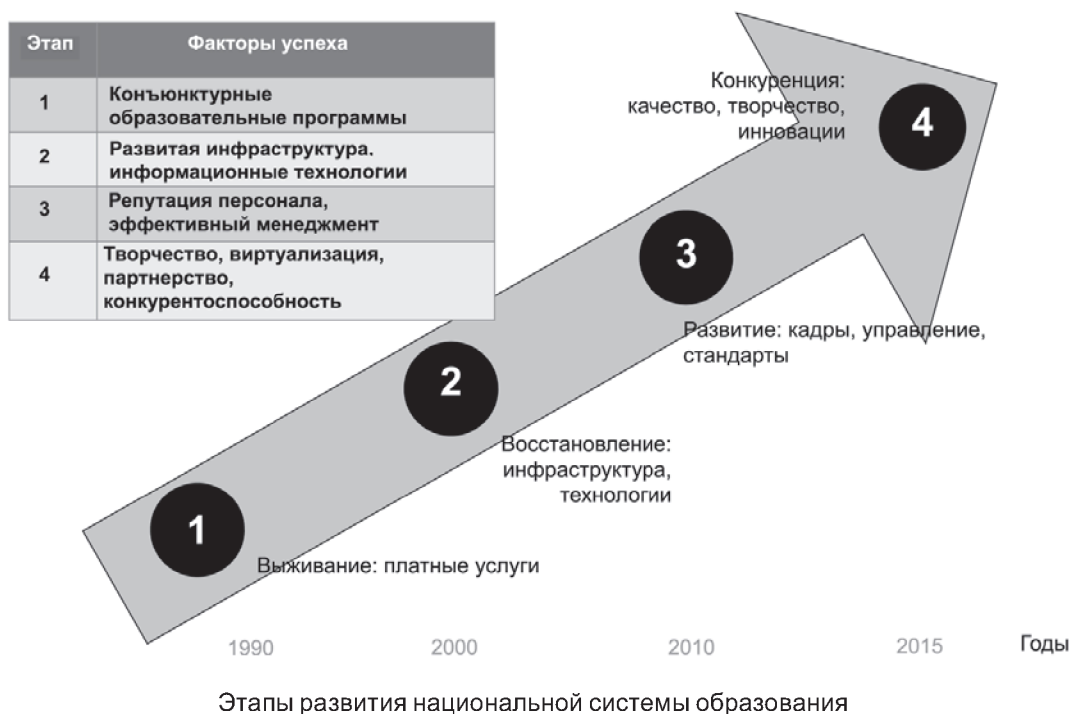 Этап Факторы успеха
1 Конъюнктурные
образовательные программы
2 Развитая инфраструктура.
информационные технологии
3 Репутация персонала,
эффективный менеджмент
4 Творчество, виртуализация,
партнерство,
конкурентоспособность
Конкуренция:
качество, творчество,
инновации
4
3
Развитие: кадры, управление,
стандарты
2
Восстановление:
инфраструктура,
технологии
1
Выживание: платные услуги
1990 2000 2010 2015 Годы
Этапы развития национальной системы образования